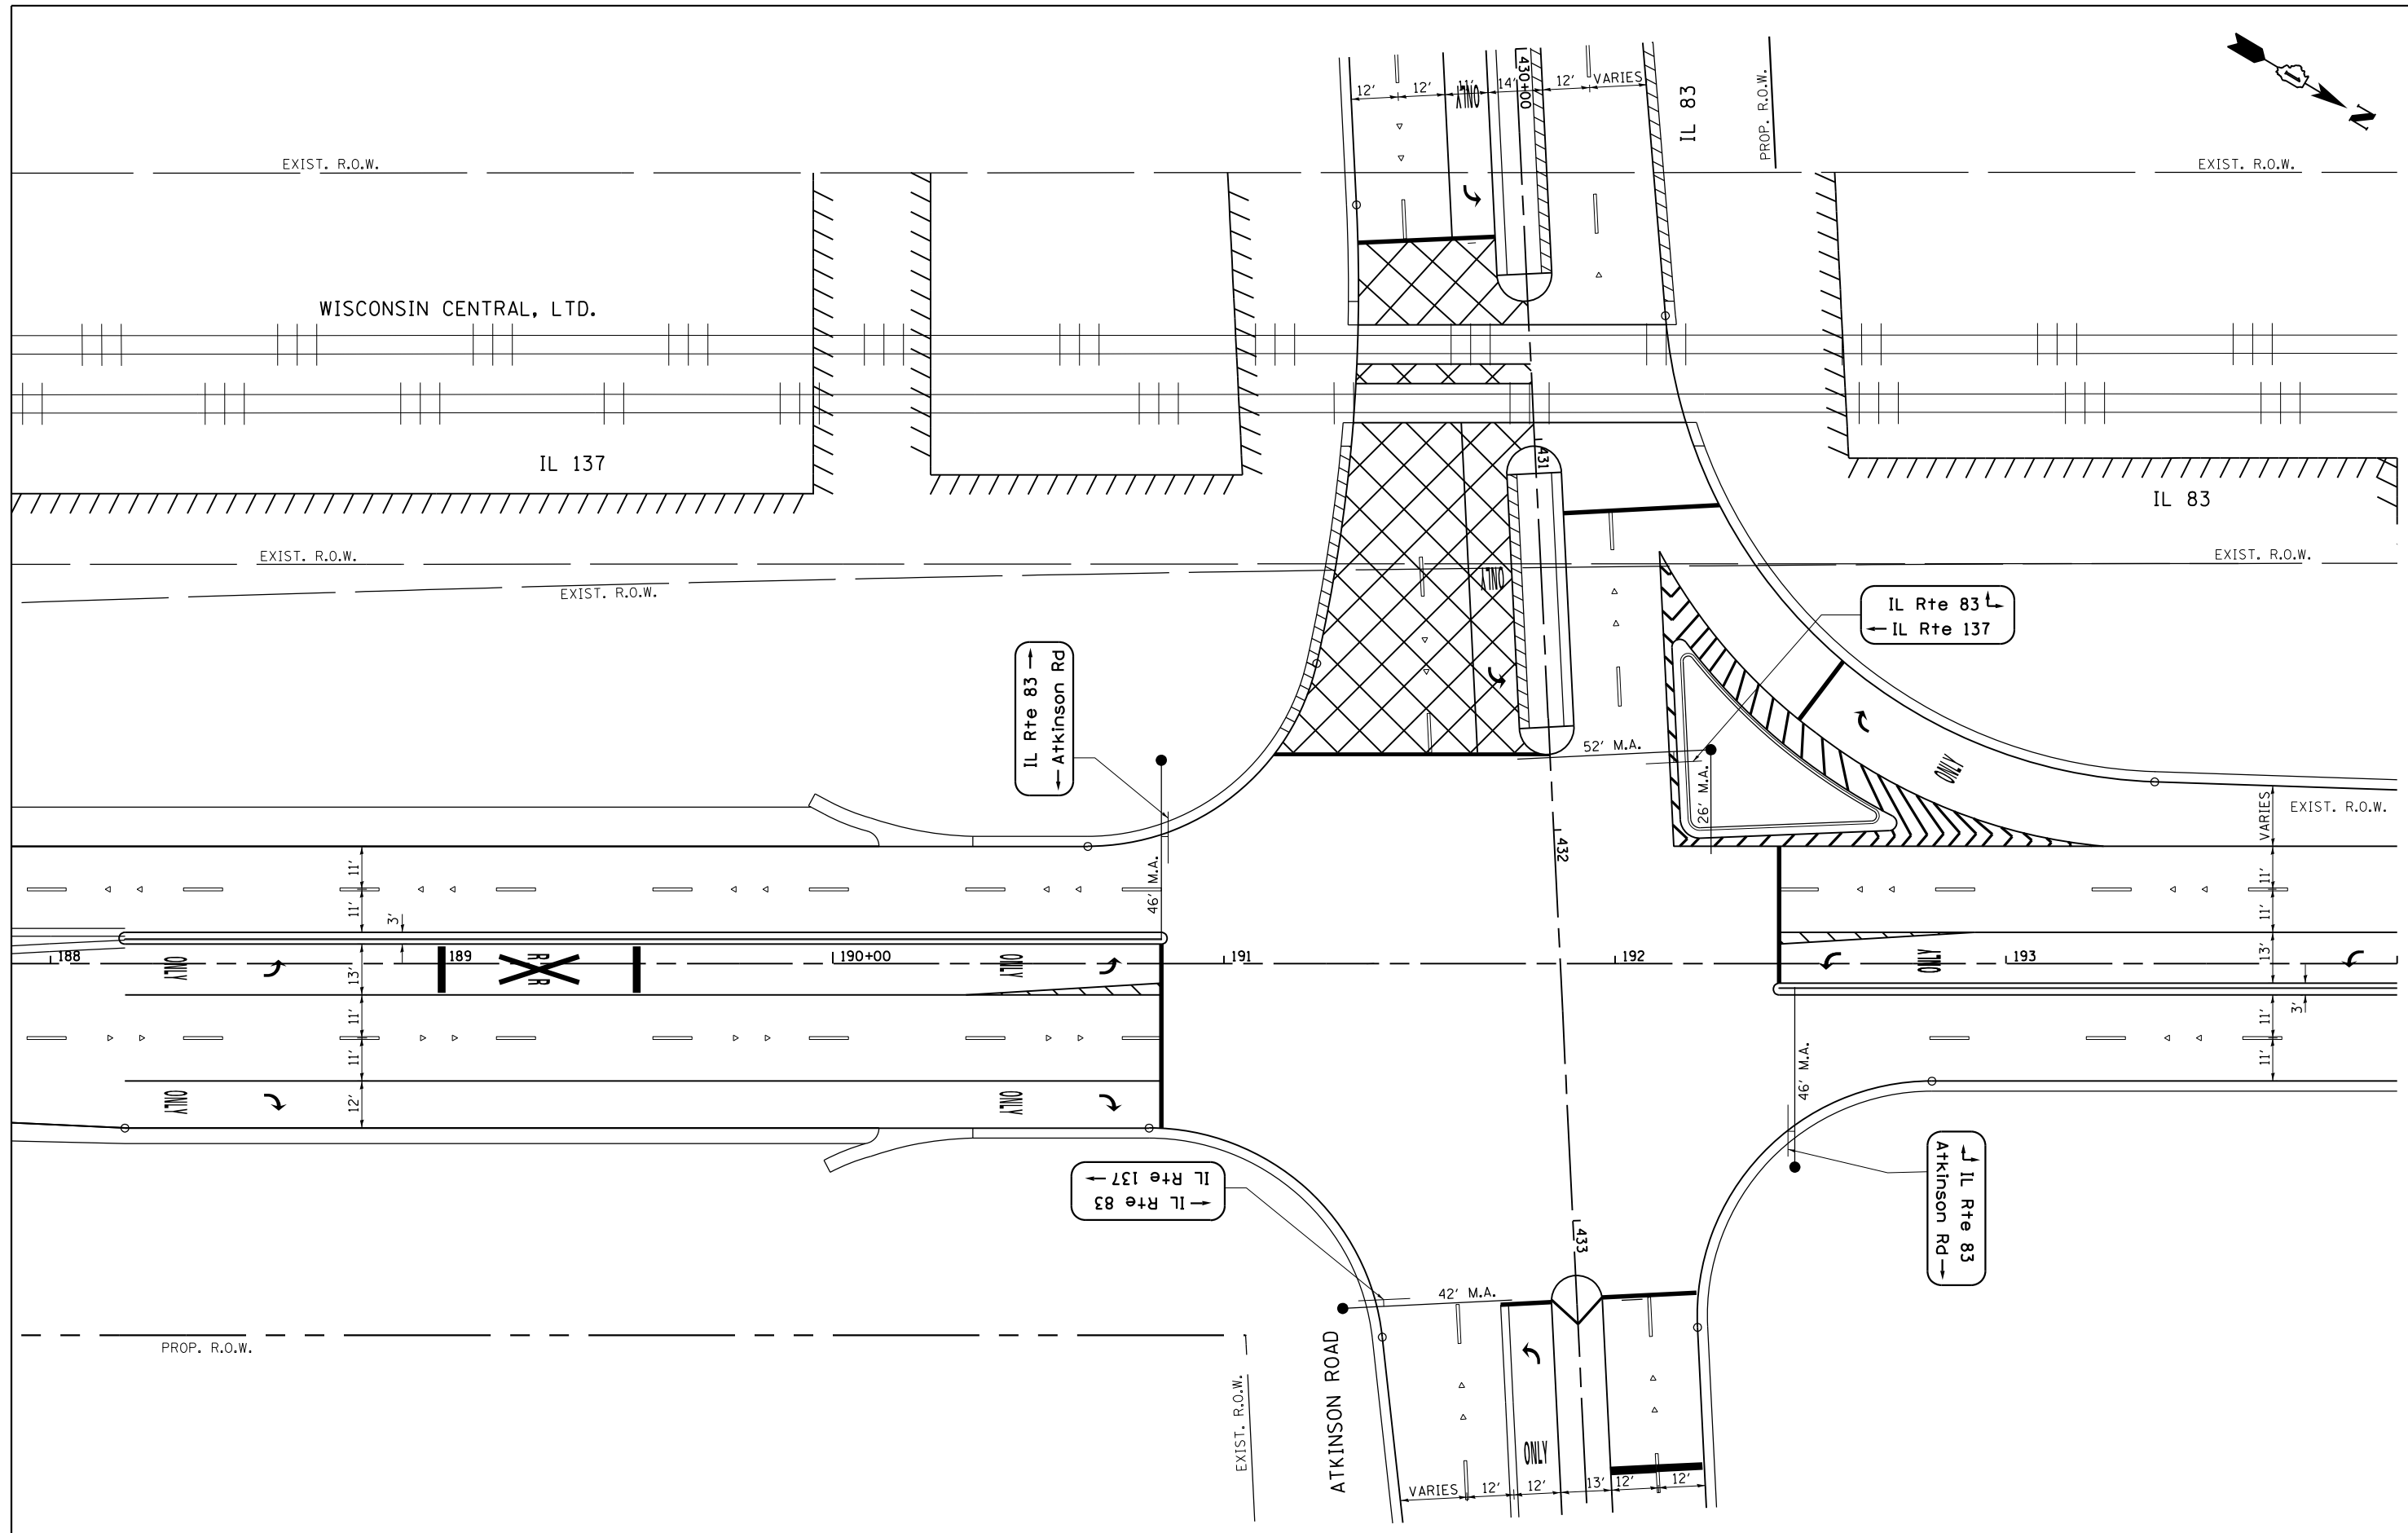 12' 12' 11' 14' 12' VARIES
ONLY
430+00
IL 83
PROP. R.O.W.
N
EXIST. R.O.W.
EXIST. R.O.W.
WISCONSIN CENTRAL, LTD.
IL 137
431
IL 83
EXIST. R.O.W.
EXIST. R.O.W.
EXIST. R.O.W.
ONLY
IL Rte 83
IL Rte 137
IL Rte 83
Atkinson Rd
52' M.A.
26' M.A.
ONLY
VARIES
EXIST. R.O.W.
46' M.A.
432
11'
11'
3'
13'
11'
11'
12'
11'
11'
13'
3'
11'
11'
188
ONLY
189
R R
190+00
ONLY
191
192
ONLY
193
ONLY
ONLY
46' M.A.
IL Rte 137
IL Rte 83
IL Rte 83
Atkinson Rd
433
42' M.A.
PROP. R.O.W.
EXIST. R.O.W.
ATKINSON ROAD
ONLY
VARIES 12' 12' 13' 12' 12'